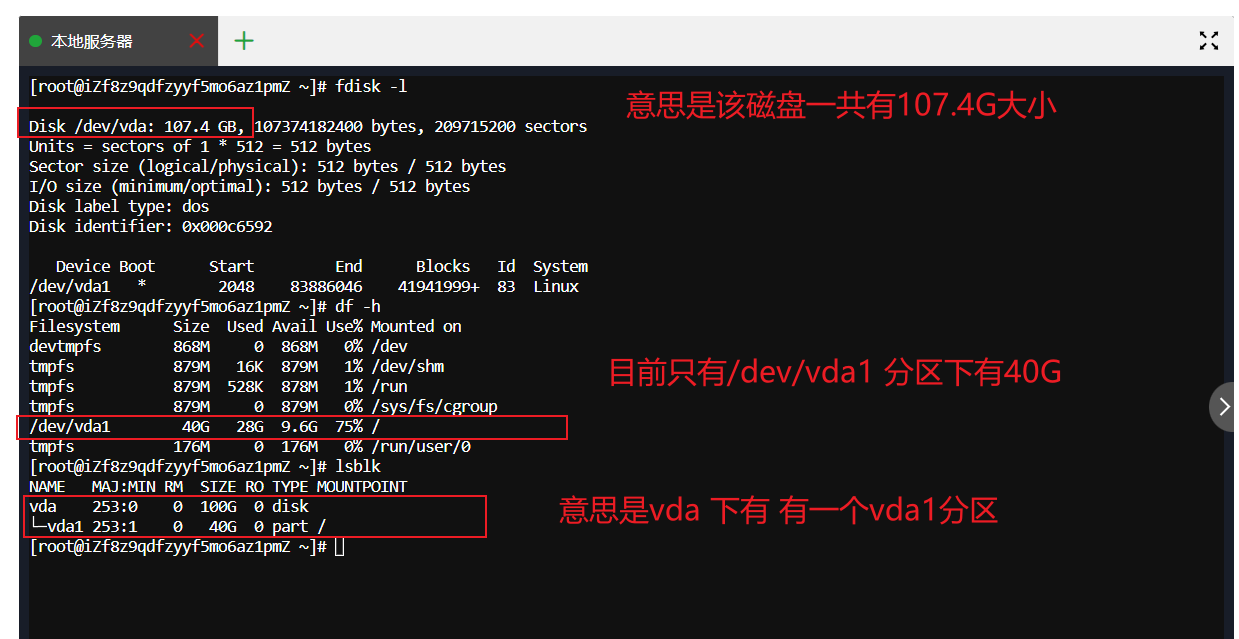 本地服务器
[root@iZf8z9qdfzyyf5mo6az1pmZ ~]# fdisk -l
意思是该磁盘一共有107.4G大小
Disk /dev/vda: 107.4 GB, 107374182400 bytes, 209715200 sectors
Units = sectors of 1 * 512 = 512 bytes
Sector size (logical/physical): 512 bytes / 512 bytes
I/O size (minimum/optimal): 512 bytes / 512 bytes
Disk label type: dos
Disk identifier: 0x000c6592
Device Boot      Start         End      Blocks   Id  System
/dev/vda1   *        2048    83886046    41941999+  83  Linux
[root@iZf8z9qdfzyyf5mo6az1pmZ ~]# df -h
Filesystem      Size  Used Avail Use% Mounted on
devtmpfs        868M     0  868M   0% /dev
tmpfs           879M   16K  879M   1% /dev/shm
目前只有/dev/vda1 分区下有40G
tmpfs           879M  528K  878M   1% /run
tmpfs           879M     0  879M   0% /sys/fs/cgroup
/dev/vda1        40G   28G  9.6G  75% /
tmpfs           176M     0  176M   0% /run/user/0
[root@iZf8z9qdfzyyf5mo6az1pmZ ~]# lsblk
NAME   MAJ:MIN RM  SIZE RO TYPE MOUNTPOINT
vda    253:0    0  100G  0 disk
意思是vda 下有 有一个vda1分区
└─vda1 253:1    0   40G  0 part /
[root@iZf8z9qdfzyyf5mo6az1pmZ ~]#